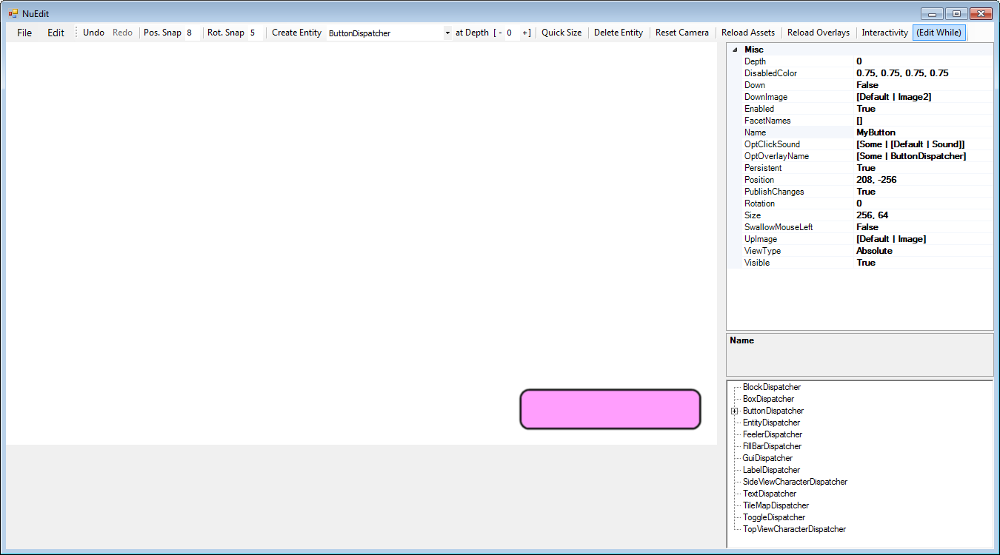 NuEdit
File Edit Undo Redo Pos. Snap 8 Rot. Snap 5 Create Entity ButtonDispatcher at Depth [ - 0 +] Quick Size Delete Entity Reset Camera Reload Assets Reload Overlays Interactivity (Edit While)
Misc
Depth 0
DisabledColor 0.75, 0.75, 0.75, 0.75
Down False
DownImage [Default | Image2]
Enabled True
FacetNames []
Name MyButton
OptClickSound [Some | [Default | Sound]]
OptOverlayName [Some | ButtonDispatcher]
Persistent True
Position 208, -256
PublishChanges True
Rotation 0
Size 256, 64
SwallowMouseLeft False
UpImage [Default | Image]
ViewType Absolute
Visible True
Name
BlockDispatcher
BoxDispatcher
ButtonDispatcher
EntityDispatcher
FeelerDispatcher
FillBarDispatcher
GuiDispatcher
LabelDispatcher
SideViewCharacterDispatcher
TextDispatcher
TileMapDispatcher
ToggleDispatcher
TopViewCharacterDispatcher